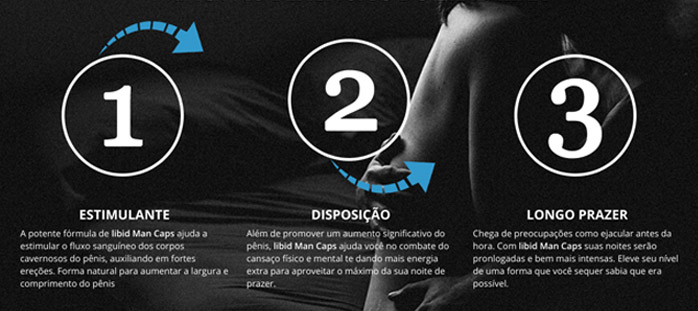 1
2
3
ESTIMULANTE
A potente fórmula de libid Man Caps ajuda a
estimular o fluxo sanguíneo dos corpos
cavernosos do pênis, auxiliando em fortes
ereções. Forma natural para aumentar a largura e
comprimento do pênis
DISPOSIÇÃO
Além de promover um aumento significativo do
pênis, libid Man Caps ajuda você no combate do
cansaço físico e mental te dando mais energia
extra para aproveitar o máximo da sua noite de
prazer.
LONGO PRAZER
Chega de preocupações como ejacular antes da
hora. Com libid Man Caps suas noites serão
pronlogadas e bem mais intensas. Eleve seu nível
de uma forma que você sequer sabia que era
possível.